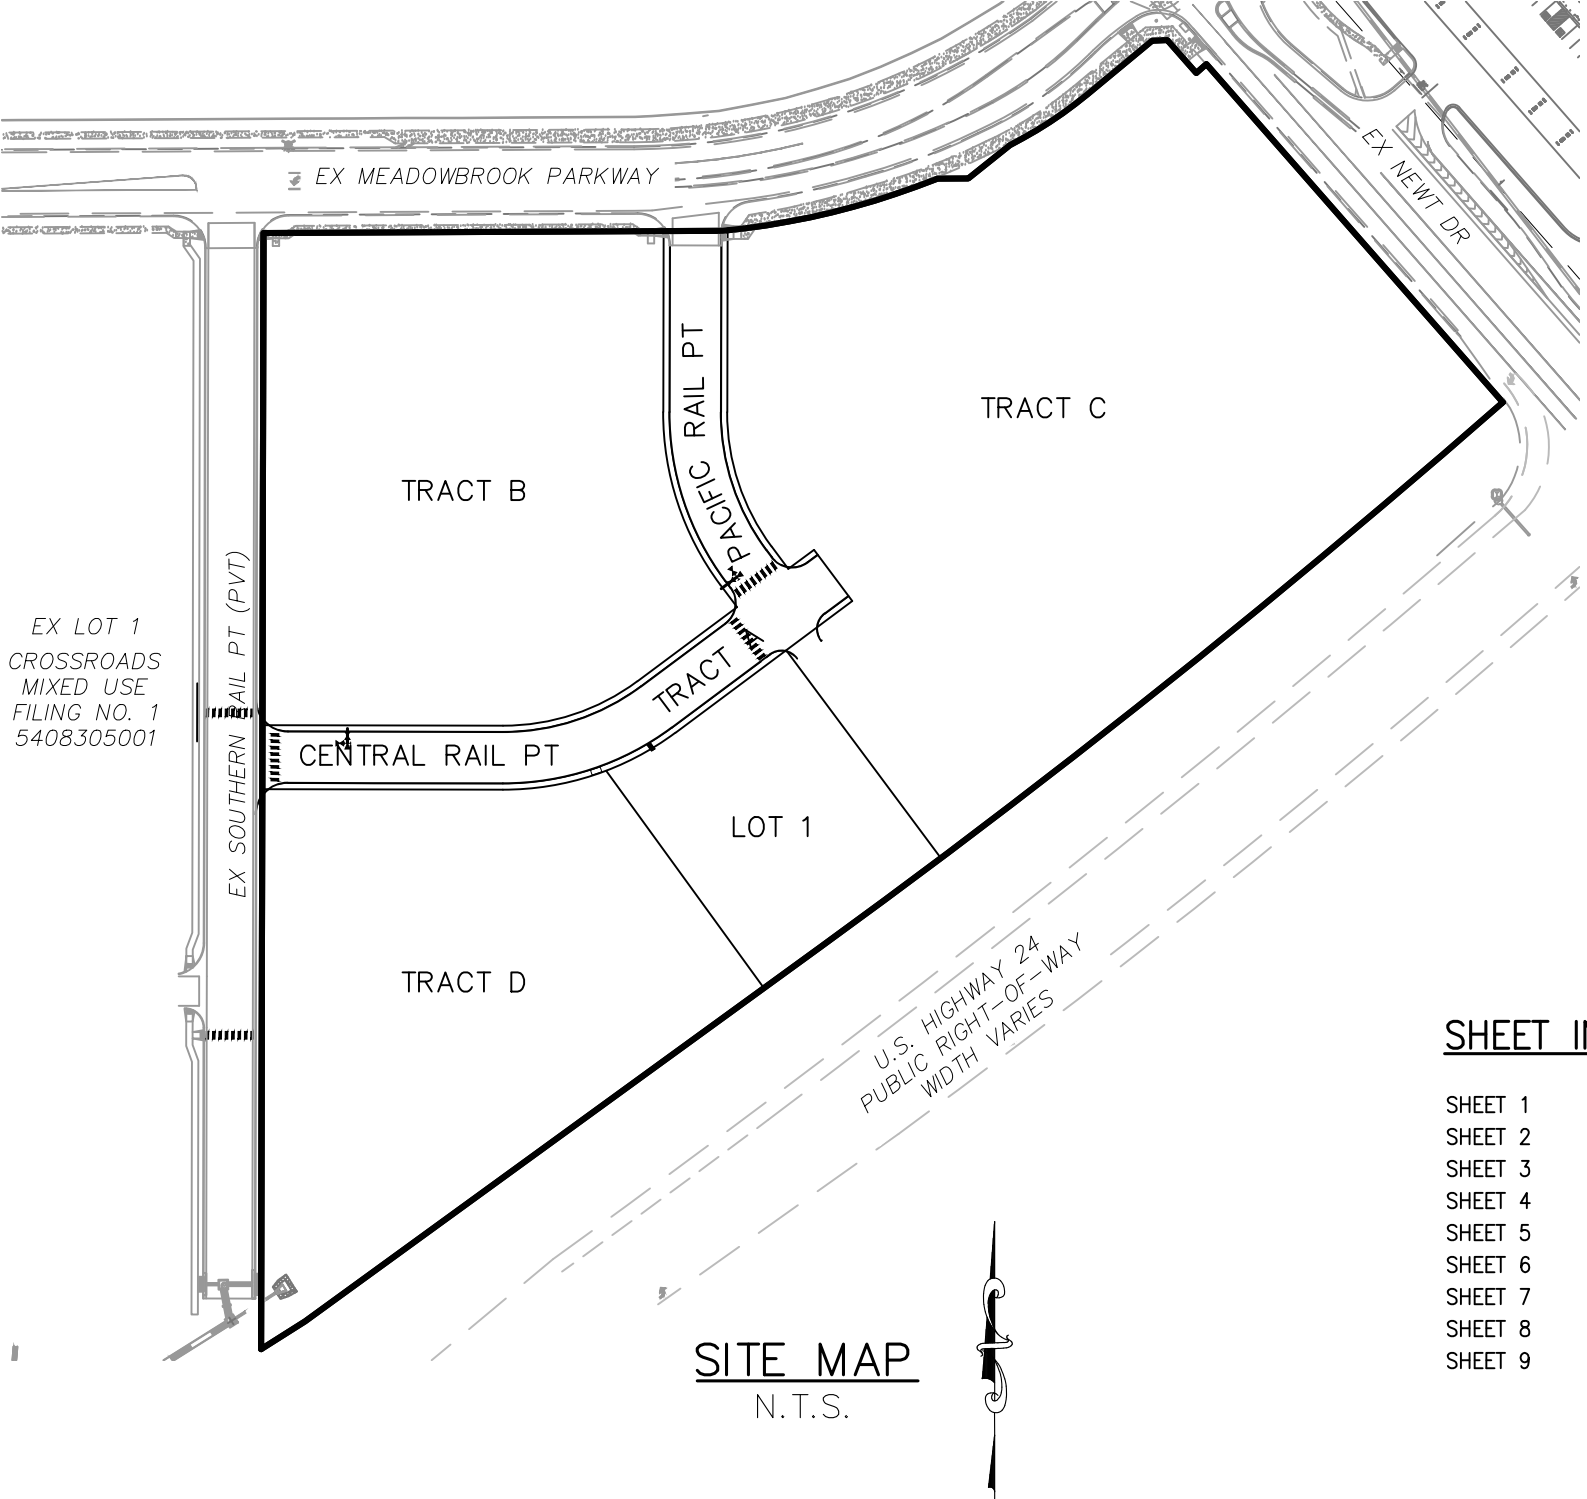 EX MEADOWBROOK PARKWAY
EX NEWT DR
PACIFIC RAIL PT
TRACT C
TRACT B
EX SOUTHERN RAIL PT (PVT)
EX LOT 1
CROSSROADS
MIXED USE
FILING NO. 1
5408305001
TRACT A
CENTRAL RAIL PT
LOT 1
TRACT D
U.S. HIGHWAY 24
PUBLIC RIGHT-OF-WAY
WIDTH VARIES
SHEET
SHEET 1
SHEET 2
SHEET 3
SHEET 4
SHEET 5
SHEET 6
SHEET 7
SHEET 8
SHEET 9
SITE MAP
N.T.S.